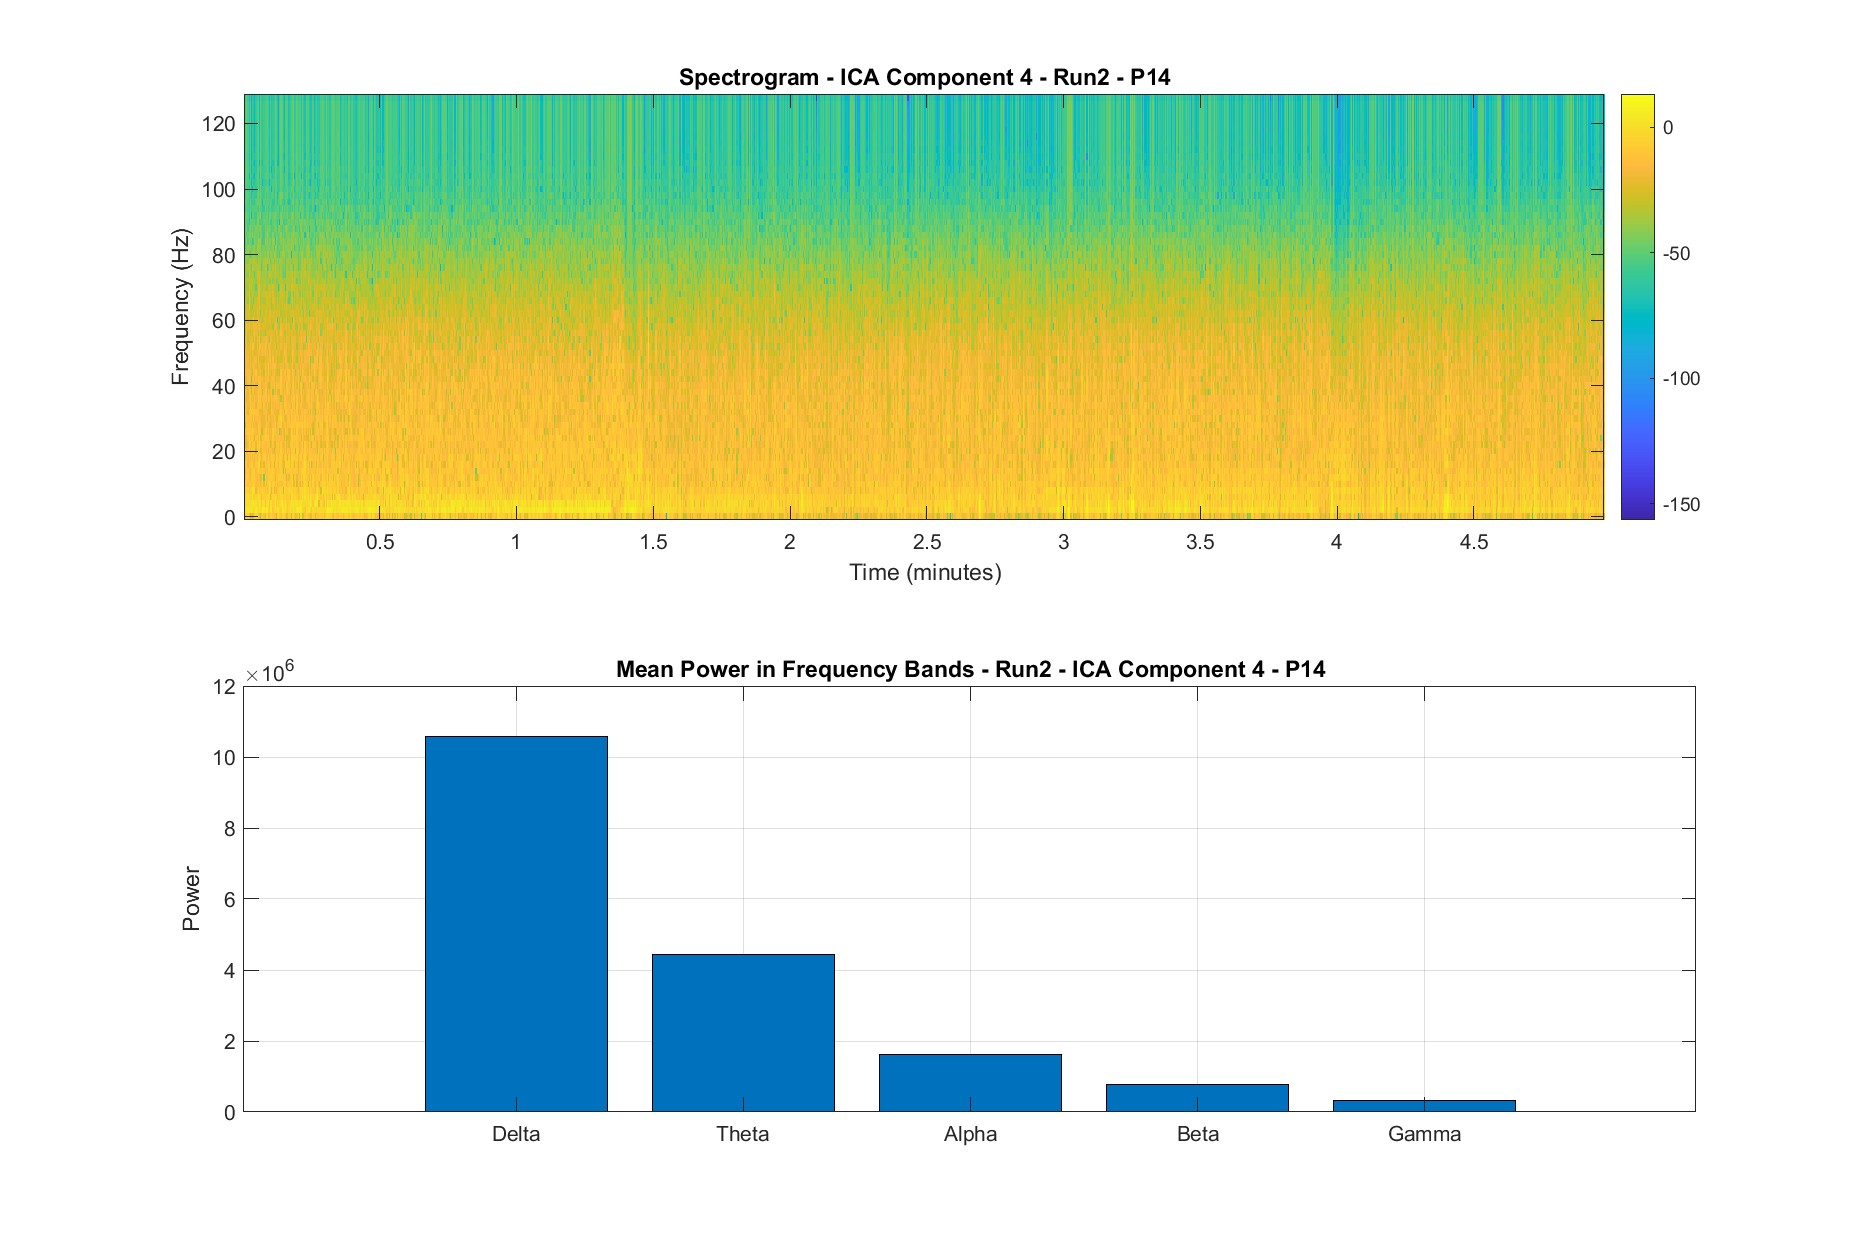 Spectrogram - ICA Component 4 - Run2 - P14
Frequency (Hz)
120
100
80
60
40
20
0
0.5 1 1.5 2 2.5 3 3.5 4 4.5
Time (minutes)
0
-50
-100
-150
Mean Power in Frequency Bands - Run2 - ICA Component 4 - P14
×10⁶
Power
12
10
8
6
4
2
0
Delta Theta Alpha Beta Gamma